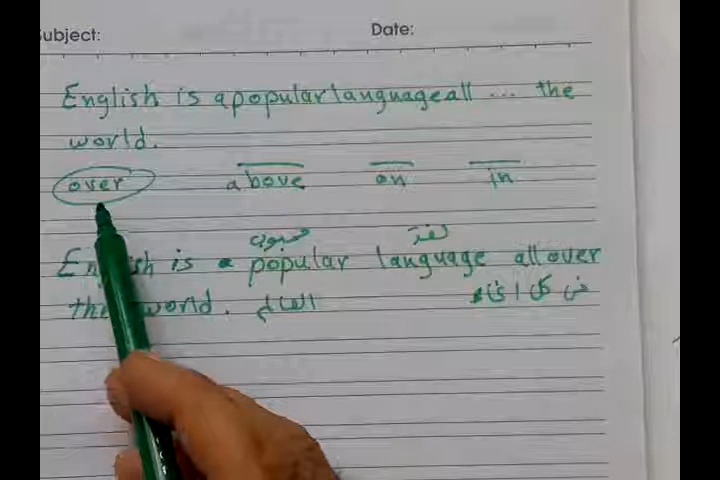 Subject: Date:
English is a popular language all ... the
world.
over above on in
محبوب لغة
English is a popular language all over
the world. العالم في كل